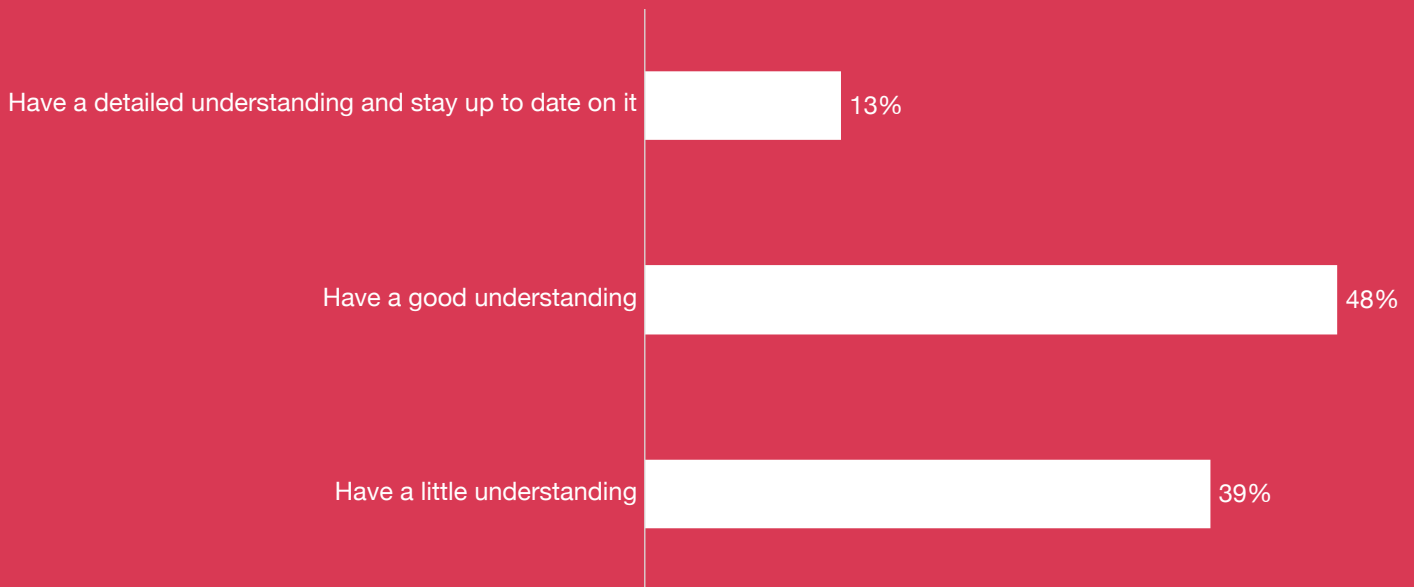 Have a detailed understanding and stay up to date on it
13%
Have a good understanding
48%
Have a little understanding
39%